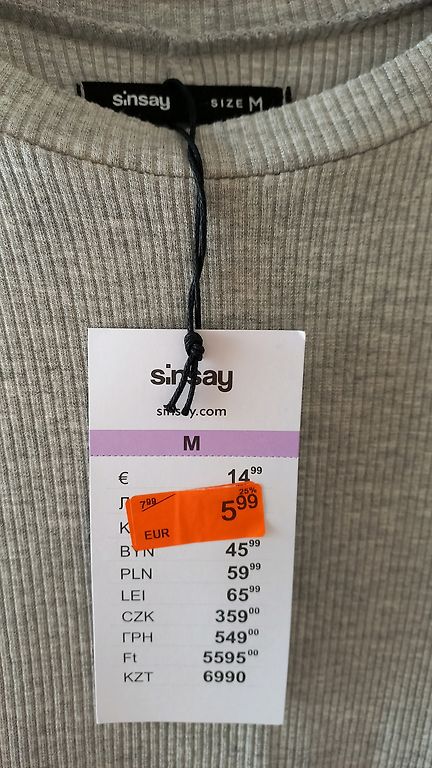 sinsay SIZE M
sinsay
sinsay.com
M
€ 14⁹⁹
7⁹⁹ 25%
5⁹⁹
EUR
BYN 45⁹⁹
PLN 59⁹⁹
LEI 65⁹⁹
CZK 359⁰⁰
ГРН 549⁰⁰
Ft 5595⁰⁰
KZT 6990